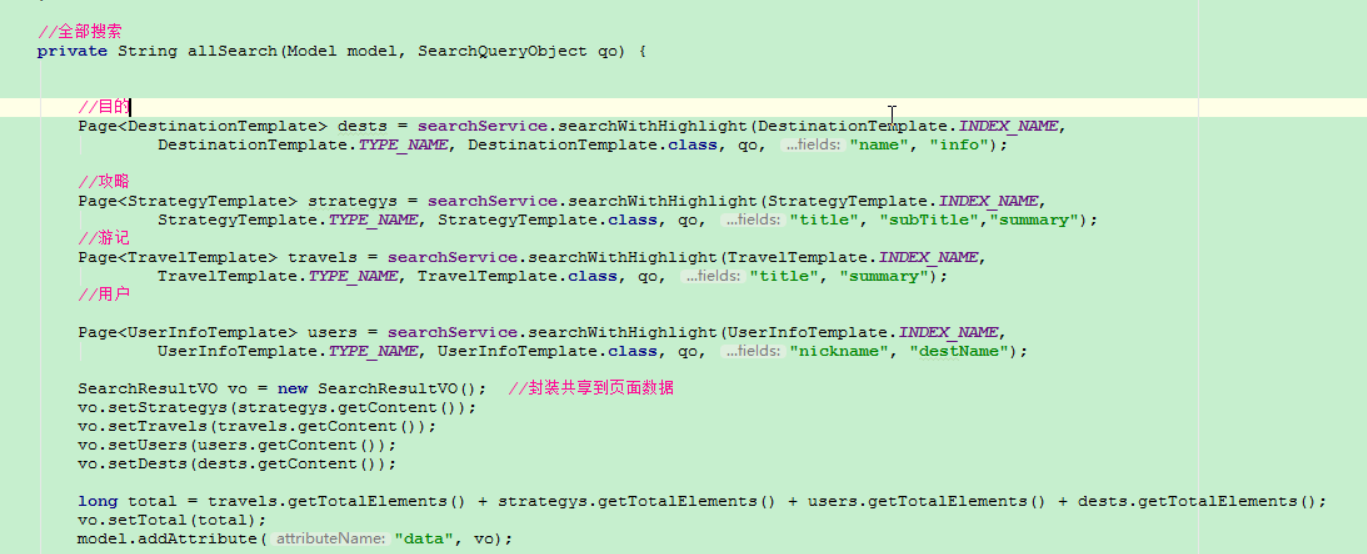 //全部搜索
private String allSearch(Model model, SearchQueryObject qo) {
//目的
Page<DestinationTemplate> dests = searchService.searchWithHighlight(DestinationTemplate.INDEX_NAME,
DestinationTemplate.TYPE_NAME, DestinationTemplate.class, qo, ...fields: "name", "info");
//攻略
Page<StrategyTemplate> strategys = searchService.searchWithHighlight(StrategyTemplate.INDEX_NAME,
StrategyTemplate.TYPE_NAME, StrategyTemplate.class, qo, ...fields: "title", "subTitle","summary");
//游记
Page<TravelTemplate> travels = searchService.searchWithHighlight(TravelTemplate.INDEX_NAME,
TravelTemplate.TYPE_NAME, TravelTemplate.class, qo, ...fields: "title", "summary");
//用户
Page<UserInfoTemplate> users = searchService.searchWithHighlight(UserInfoTemplate.INDEX_NAME,
UserInfoTemplate.TYPE_NAME, UserInfoTemplate.class, qo, ...fields: "nickname", "destName");
SearchResultVO vo = new SearchResultVO(); //封装共享到页面数据
vo.setStrategys(strategys.getContent());
vo.setTravels(travels.getContent());
vo.setUsers(users.getContent());
vo.setDests(dests.getContent());
long total = travels.getTotalElements() + strategys.getTotalElements() + users.getTotalElements() + dests.getTotalElements();
vo.setTotal(total);
model.addAttribute( attributeName: "data", vo);